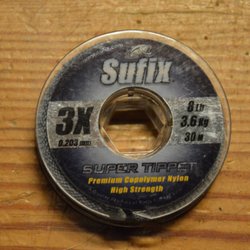 Sufix
3X
0.203 mm
8 LB
3.6 Kg
30 M
SUPER TIPPET
Premium Copolymer Nylon
High Strength